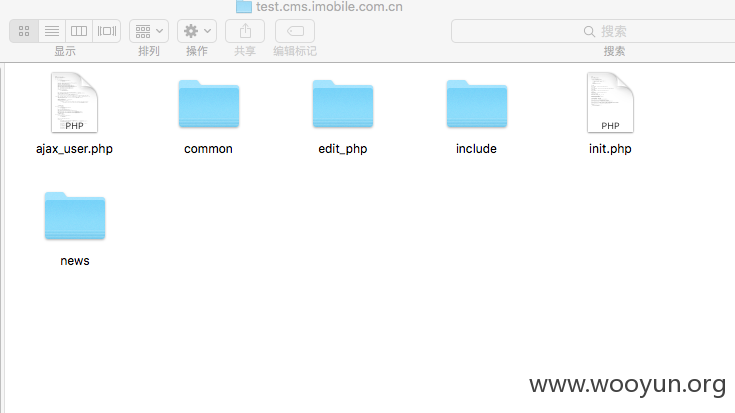 test.cms.imobile.com.cn
搜索
显示 排列 操作 共享 编辑标记 搜索
PHP PHP
ajax_user.php common edit_php include init.php
news
www.wooyun.org